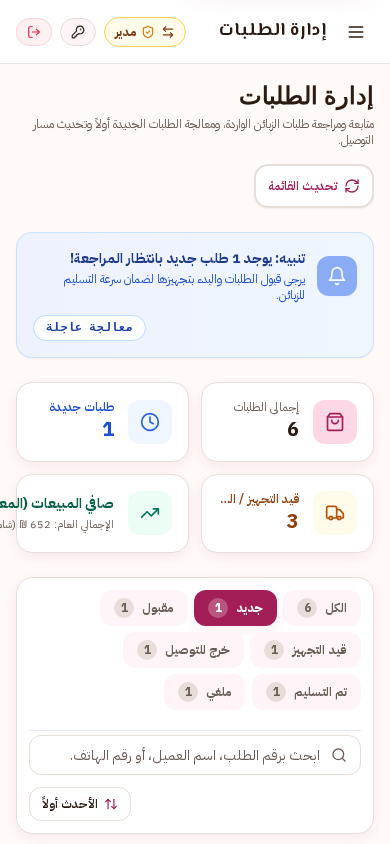 إدارة الطلبات
مدير
إدارة الطلبات
متابعة ومراجعة طلبات الزبائن الواردة، ومعالجة الطلبات الجديدة أولاً وتحديث مسار
التوصيل.
تحديث القائمة
تنبيه: يوجد 1 طلب جديد بانتظار المراجعة!
يرجى قبول الطلبات والبدء بتجهيزها لضمان سرعة التسليم
للزبائن.
معالجة عاجلة
إجمالي الطلبات
6
طلبات جديدة
1
قيد التجهيز / الـ...
3
صافي المبيعات (المع
الإجمالي العام: 652 ₪ (شا
الكل 6
جديد 1
مقبول 1
قيد التجهيز 1
خرج للتوصيل 1
تم التسليم 1
ملغي 1
ابحث برقم الطلب، اسم العميل، أو رقم الهاتف.
الأحدث أولاً